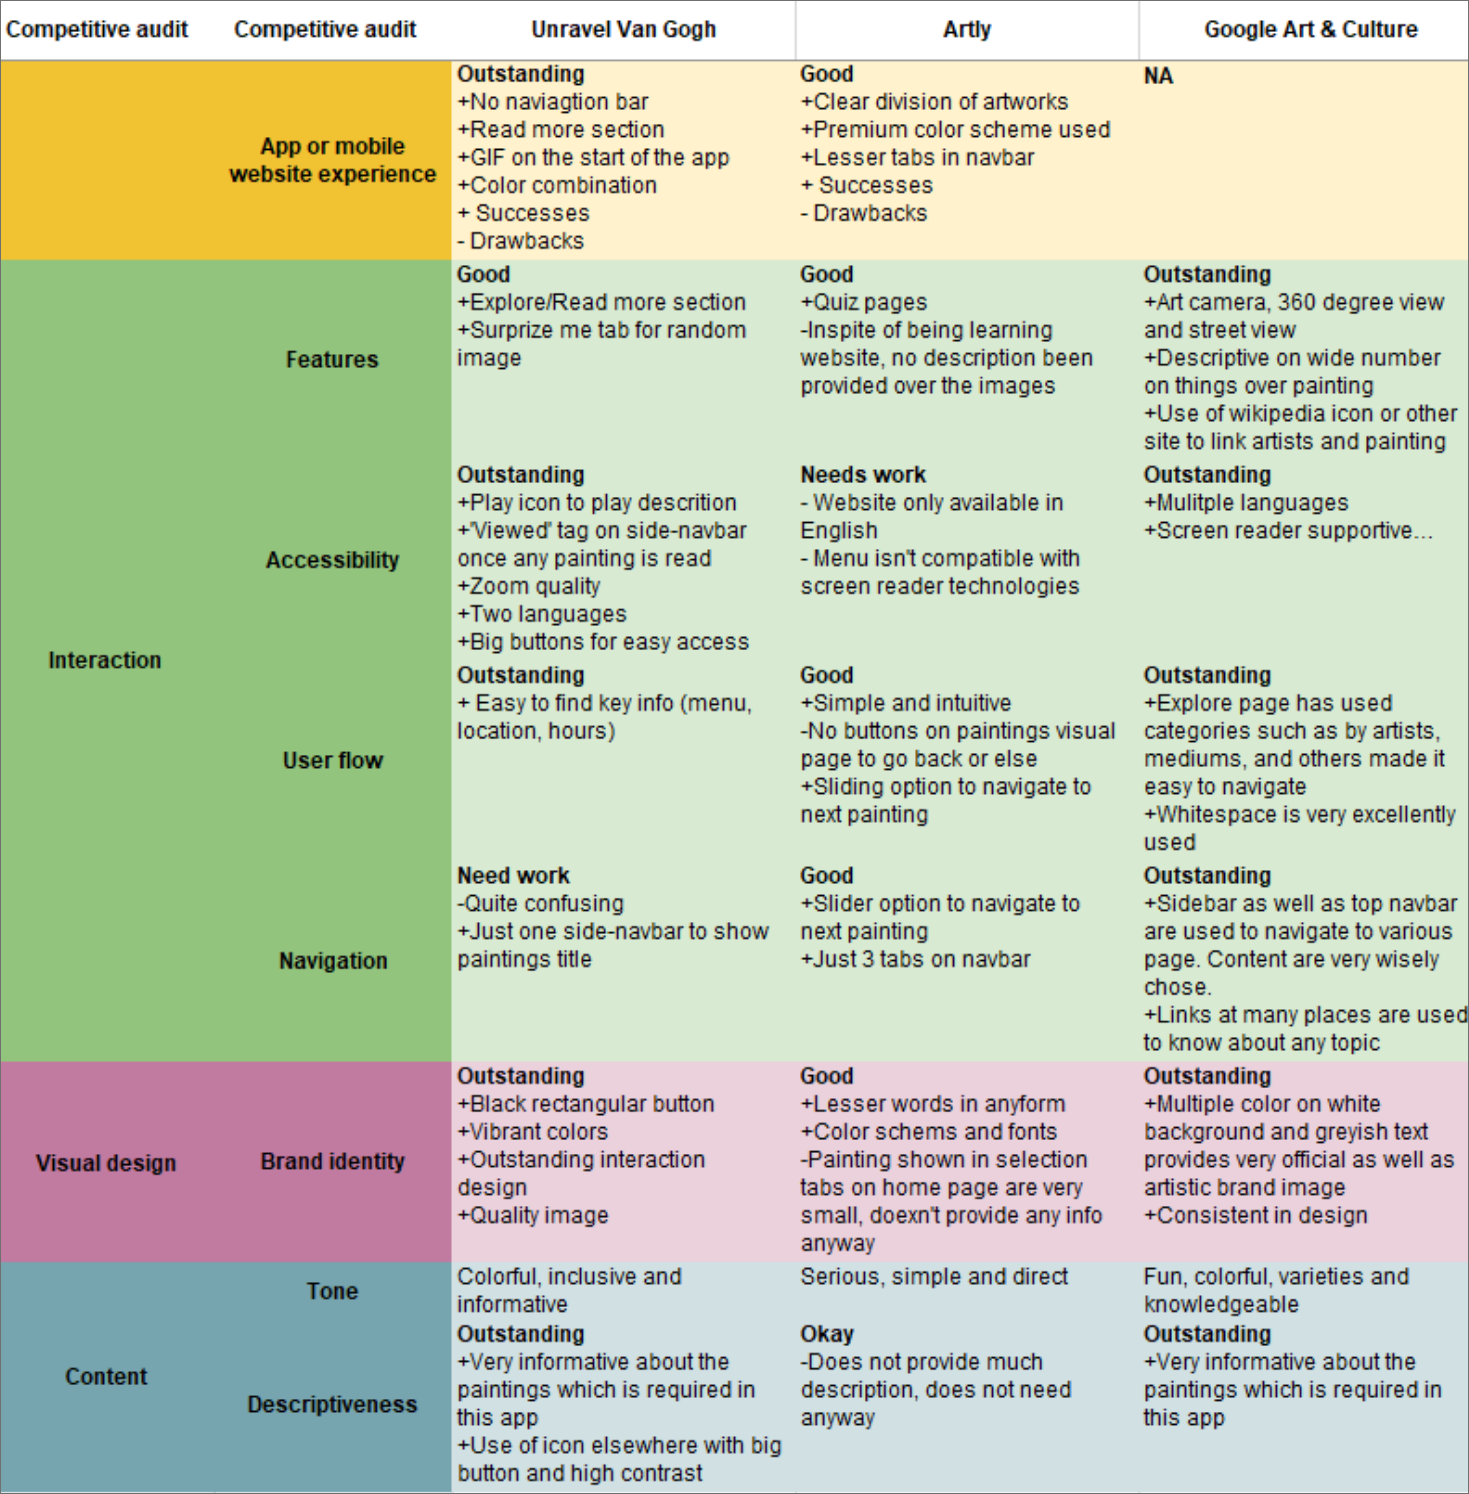 Competitive audit
Competitive audit
Unravel Van Gogh
Artly
Google Art & Culture
App or mobile
website experience
Outstanding
+No naviagtion bar
+Read more section
+GIF on the start of the app
+Color combination
+ Successes
- Drawbacks
Good
+Clear division of artworks
+Premium color scheme used
+Lesser tabs in navbar
+ Successes
- Drawbacks
NA
Interaction
Features
Good
+Explore/Read more section
+Surprize me tab for random
image
Good
+Quiz pages
-Inspite of being learning
website, no description been
provided over the images
Outstanding
+Art camera, 360 degree view
and street view
+Descriptive on wide number
on things over painting
+Use of wikipedia icon or other
site to link artists and painting
Accessibility
Outstanding
+Play icon to play descrition
+'Viewed' tag on side-navbar
once any painting is read
+Zoom quality
+Two languages
+Big buttons for easy access
Needs work
- Website only available in
English
- Menu isn't compatible with
screen reader technologies
Outstanding
+Mulitple languages
+Screen reader supportive…
User flow
Outstanding
+ Easy to find key info (menu,
location, hours)
Good
+Simple and intuitive
-No buttons on paintings visual
page to go back or else
+Sliding option to navigate to
next painting
Outstanding
+Explore page has used
categories such as by artists,
mediums, and others made it
easy to navigate
+Whitespace is very excellently
used
Navigation
Need work
-Quite confusing
+Just one side-navbar to show
paintings title
Good
+Slider option to navigate to
next painting
+Just 3 tabs on navbar
Outstanding
+Sidebar as well as top navbar
are used to navigate to various
page. Content are very wisely
chose.
+Links at many places are used
to know about any topic
Visual design
Brand identity
Outstanding
+Black rectangular button
+Vibrant colors
+Outstanding interaction
design
+Quality image
Good
+Lesser words in anyform
+Color schems and fonts
-Painting shown in selection
tabs on home page are very
small, doexn't provide any info
anyway
Outstanding
+Multiple color on white
background and greyish text
provides very official as well as
artistic brand image
+Consistent in design
Content
Tone
Colorful, inclusive and
informative
Serious, simple and direct
Fun, colorful, varieties and
knowledgeable
Descriptiveness
Outstanding
+Very informative about the
paintings which is required in
this app
+Use of icon elsewhere with big
button and high contrast
Okay
-Does not provide much
description, does not need
anyway
Outstanding
+Very informative about the
paintings which is required in
this app